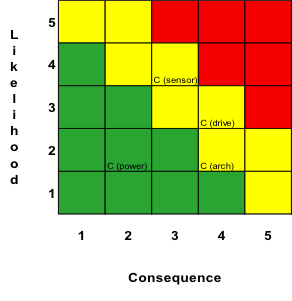 Likelihood
5
4
C (sensor)
3
C (drive)
2
C (power)
C (arch)
1
1 2 3 4 5
Consequence